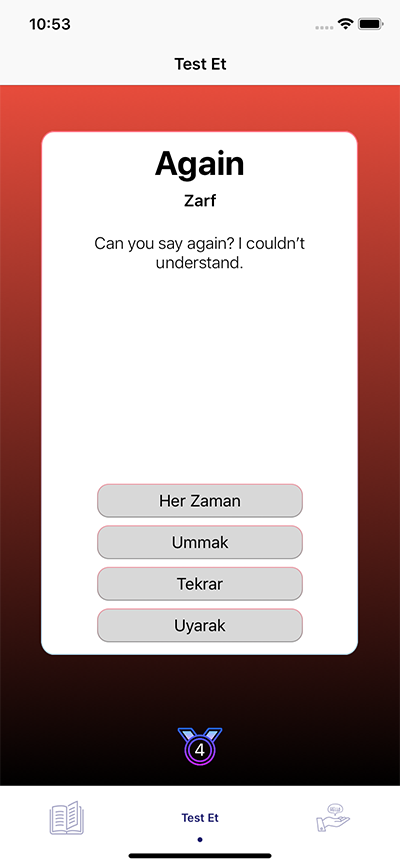 10:53
Test Et
Again
Zarf
Can you say again? I couldn’t
understand.
Her Zaman
Ummak
Tekrar
Uyarak
4
Test Et